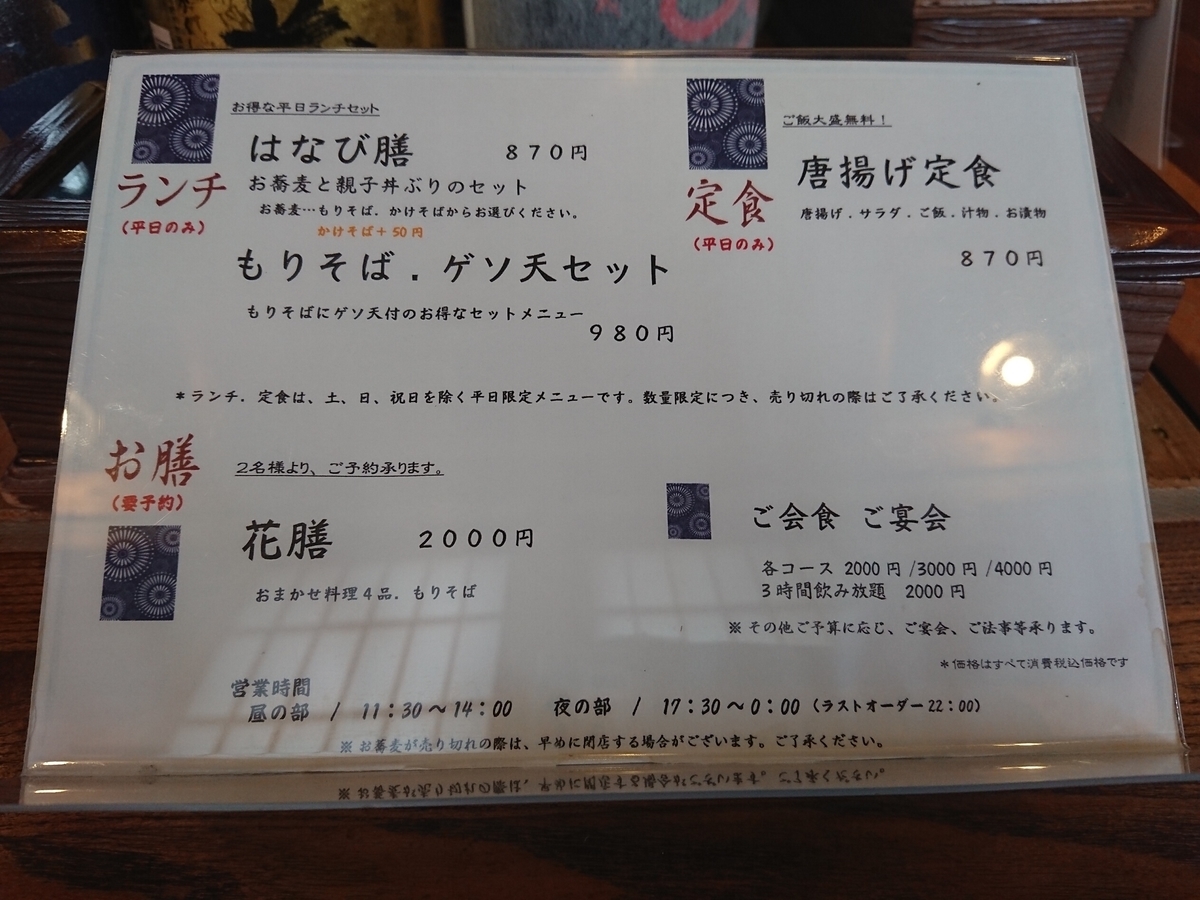 お得な平日ランチセット
ランチ
(平日のみ)
はなび膳 870円
お蕎麦と親子丼ぶりのセット
お蕎麦…もりそば．かけそばからお選びください。
かけそば＋50円
もりそば．ゲソ天セット
もりそばにゲソ天付のお得なセットメニュー
980円
ご飯大盛無料！
定食
(平日のみ)
唐揚げ定食
唐揚げ．サラダ．ご飯．汁物．お漬物
870円
＊ランチ．定食は、土、日、祝日を除く平日限定メニューです。数量限定につき、売り切れの際はご了承ください。
お膳
(要予約)
2名様より、ご予約承ります。
花膳 2000円
おまかせ料理4品．もりそば
ご会食 ご宴会
各コース 2000円/3000円/4000円
3時間飲み放題 2000円
※その他ご予算に応じ、ご宴会、ご法事等承ります。
＊価格はすべて消費税込価格です
営業時間
昼の部 / 11：30〜14：00 夜の部 / 17：30〜0：00（ラストオーダー22：00）
※お蕎麦が売り切れの際は、早めに閉店する場合がございます。ご了承ください。